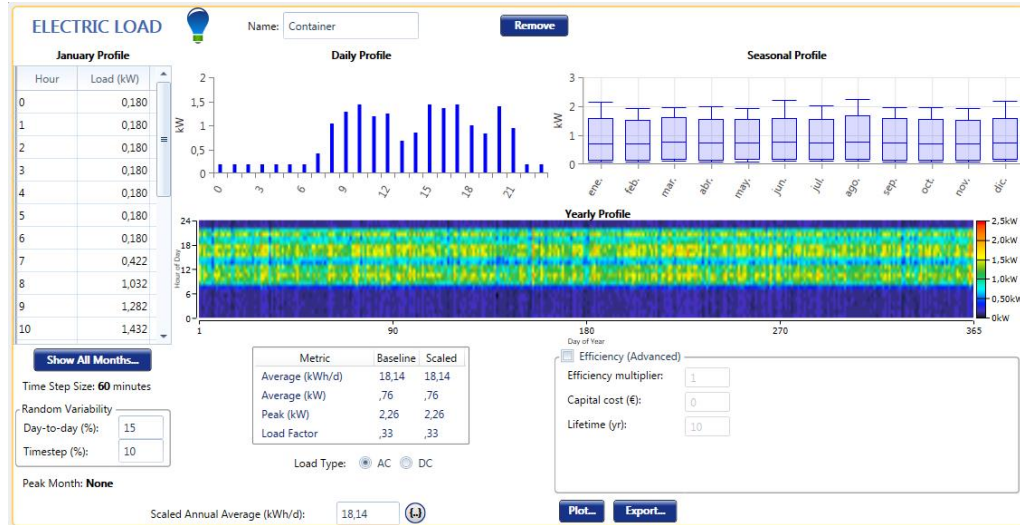 ELECTRIC LOAD
Name: Container
Remove
January Profile
Hour Load (kW)
0 0,180
1 0,180
2 0,180
3 0,180
4 0,180
5 0,180
6 0,180
7 0,422
8 1,032
9 1,282
10 1,432
Show All Months...
Time Step Size: 60 minutes
Random Variability
Day-to-day (%): 15
Timestep (%): 10
Peak Month: None
Daily Profile
kW
2
1,5
1
0,5
0
0 3 6 9 12 15 18 21
Seasonal Profile
kW
3
2
1
0
ene. feb. mar. abr. may. jun. jul. ago. sep. oct. nov. dic.
Yearly Profile
Hour of Day
24
18
12
6
0
1 90 180 270 365
Day of Year
2,5kW
2,0kW
1,5kW
1,0kW
0,50kW
0kW
Metric Baseline Scaled
Average (kWh/d) 18,14 18,14
Average (kW) ,76 ,76
Peak (kW) 2,26 2,26
Load Factor ,33 ,33
Load Type: AC DC
Scaled Annual Average (kWh/d): 18,14 {..}
Efficiency (Advanced)
Efficiency multiplier: 1
Capital cost (€): 0
Lifetime (yr): 10
Plot... Export...